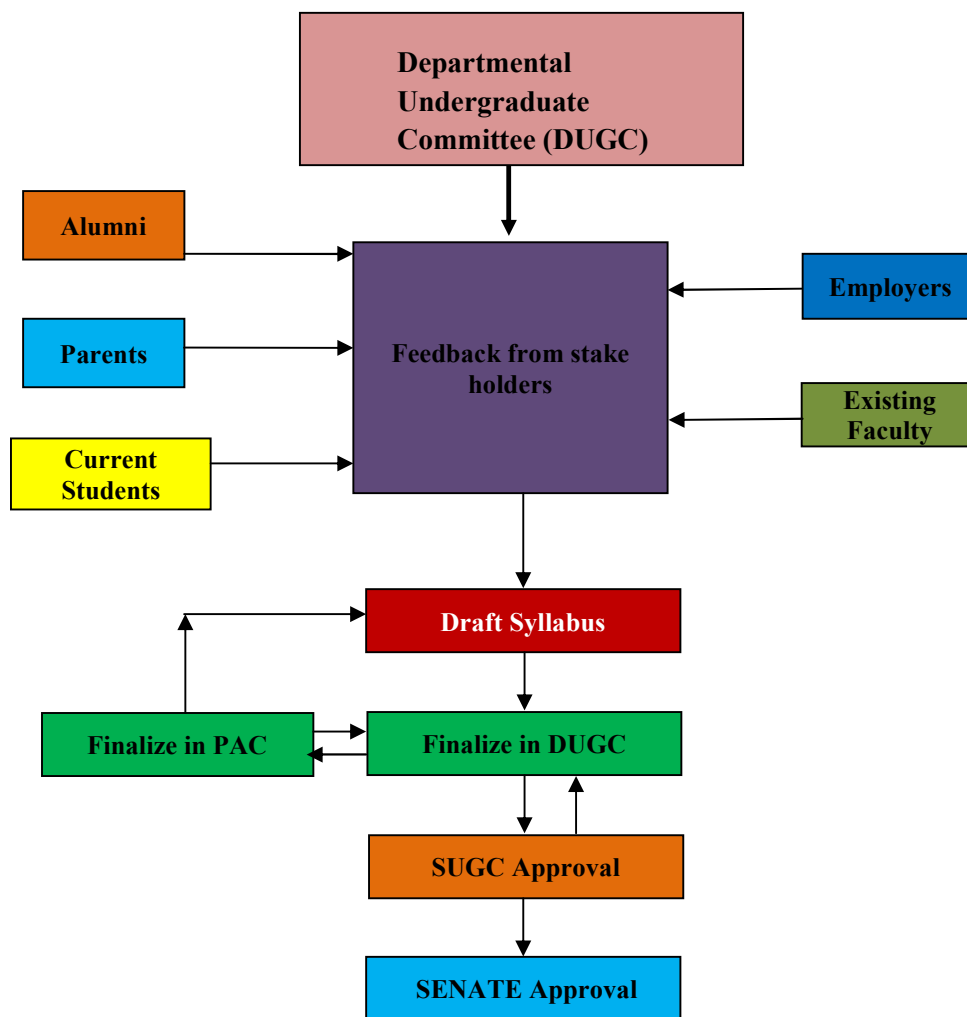 Departmental
Undergraduate
Committee (DUGC)
Alumni
Employers
Parents
Feedback from stake
holders
Existing
Faculty
Current
Students
Draft Syllabus
Finalize in PAC
Finalize in DUGC
SUGC Approval
SENATE Approval